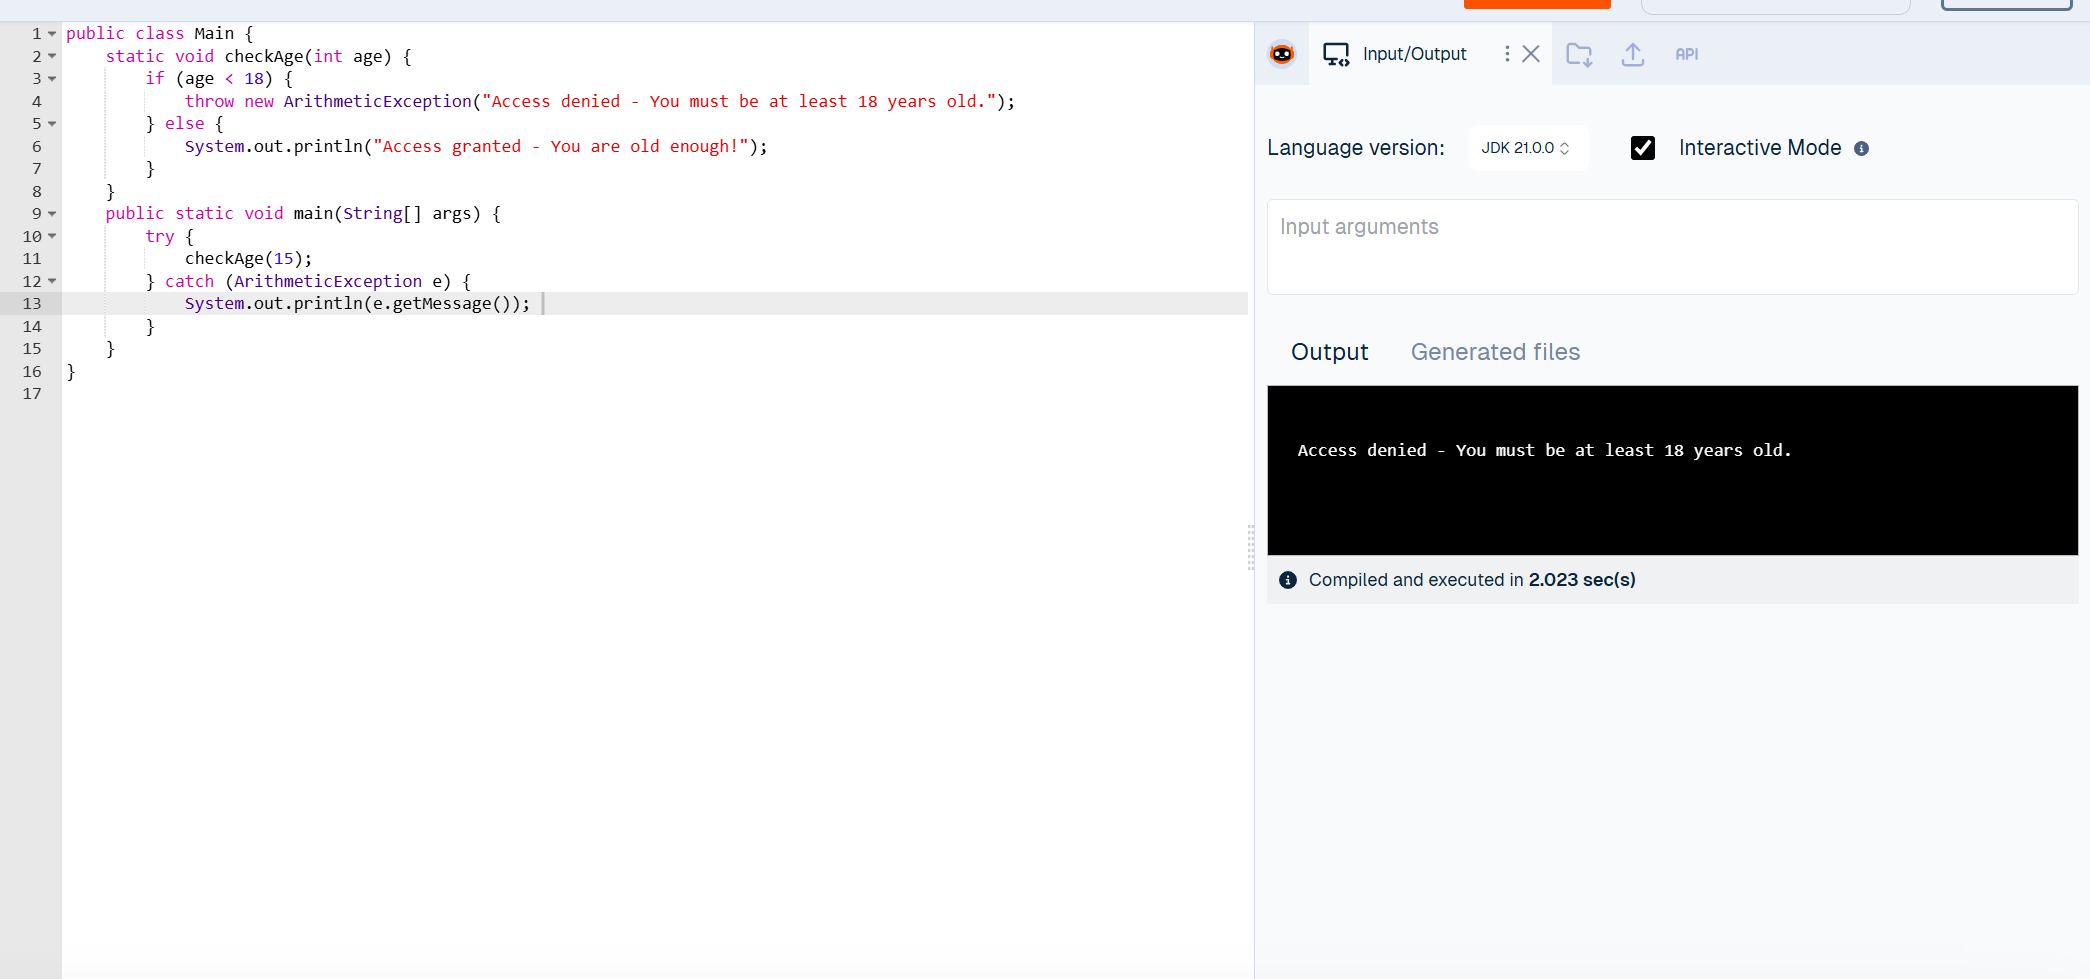 1 public class Main {
2 static void checkAge(int age) {
3 if (age < 18) {
4 throw new ArithmeticException("Access denied - You must be at least 18 years old.");
5 } else {
6 System.out.println("Access granted - You are old enough!");
7 }
8 }
9 public static void main(String[] args) {
10 try {
11 checkAge(15);
12 } catch (ArithmeticException e) {
13 System.out.println(e.getMessage());
14 }
15 }
16 }
17
Input/Output
API
Language version: JDK 21.0.0 Interactive Mode
Input arguments
Output Generated files
Access denied - You must be at least 18 years old.
Compiled and executed in 2.023 sec(s)